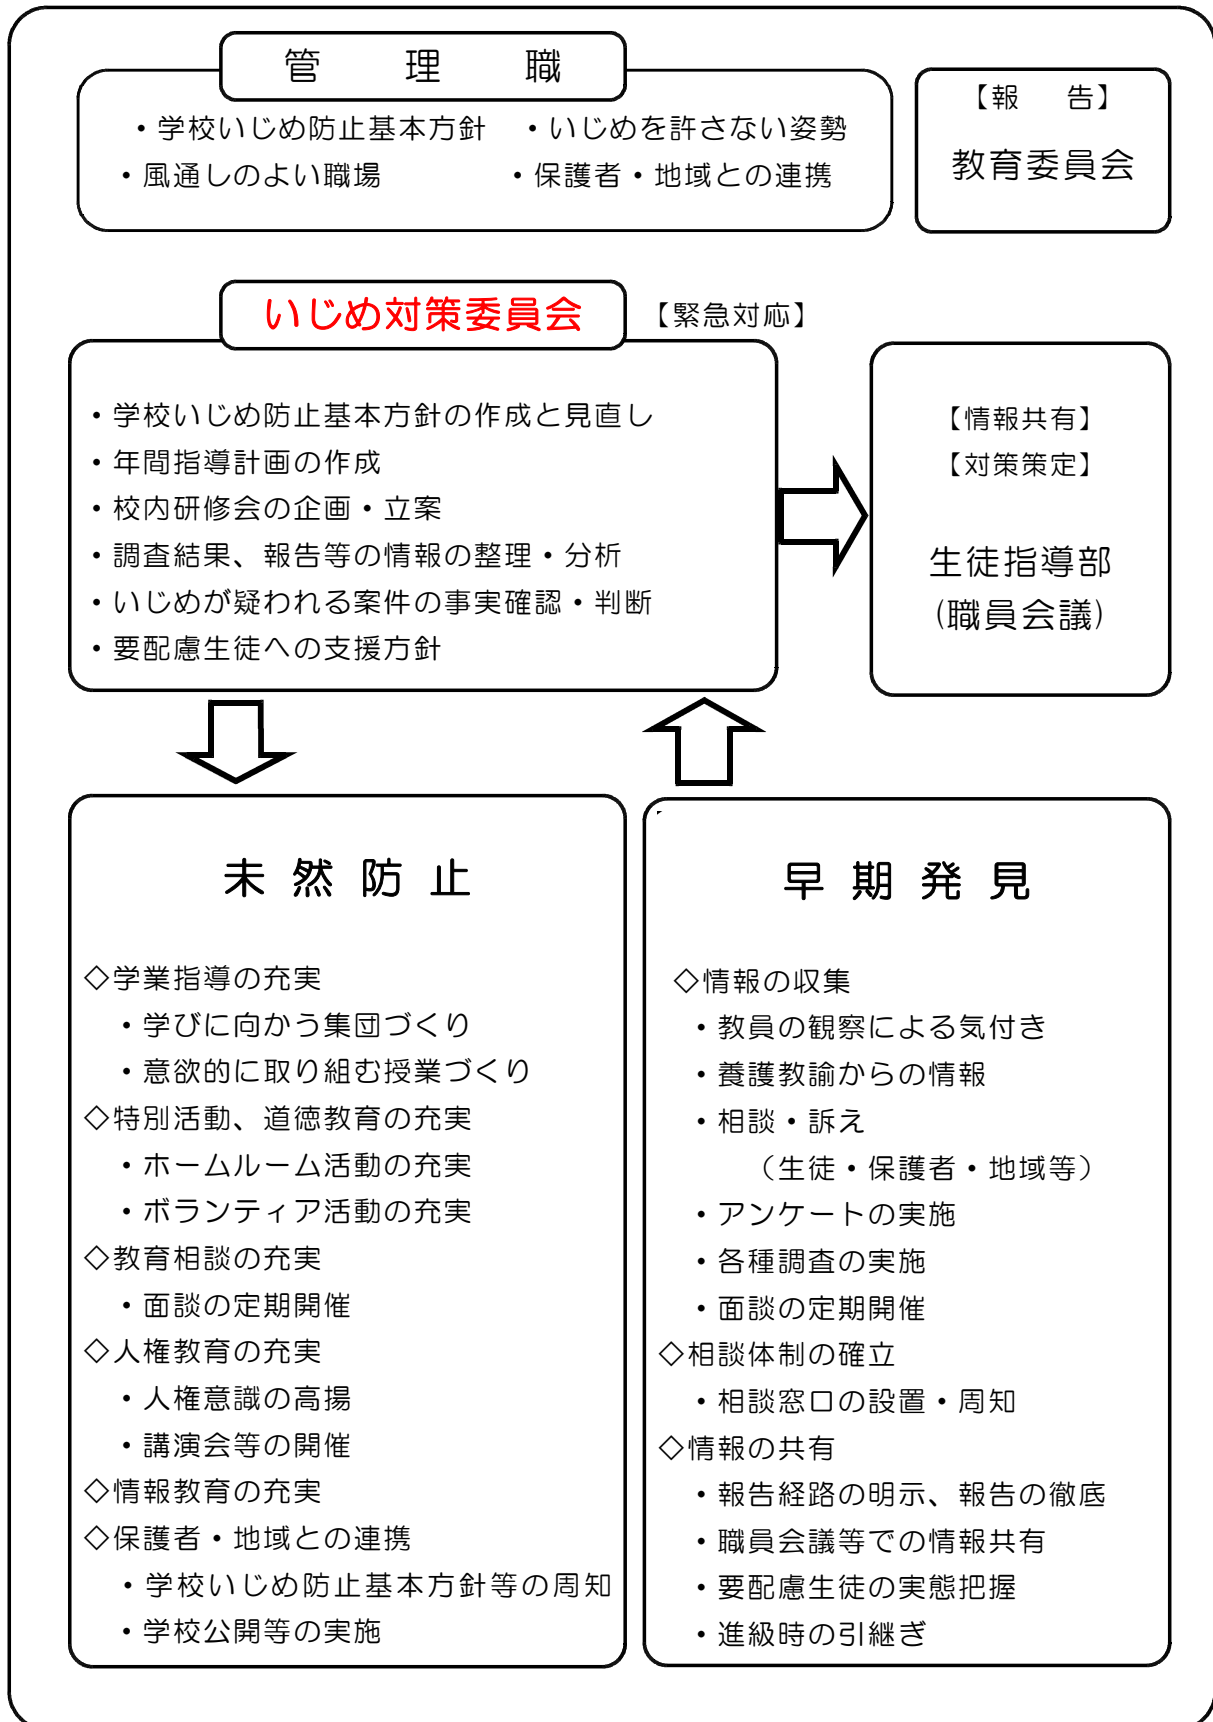 管　理　職
・学校いじめ防止基本方針　・いじめを許さない姿勢
・風通しのよい職場　・保護者・地域との連携
【報　告】
教育委員会
いじめ対策委員会
【緊急対応】
・学校いじめ防止基本方針の作成と見直し
・年間指導計画の作成
・校内研修会の企画・立案
・調査結果、報告等の情報の整理・分析
・いじめが疑われる案件の事実確認・判断
・要配慮生徒への支援方針
【情報共有】
【対策策定】
生徒指導部
(職員会議)
未然防止
◇学業指導の充実
・学びに向かう集団づくり
・意欲的に取り組む授業づくり
◇特別活動、道徳教育の充実
・ホームルーム活動の充実
・ボランティア活動の充実
◇教育相談の充実
・面談の定期開催
◇人権教育の充実
・人権意識の高揚
・講演会等の開催
◇情報教育の充実
◇保護者・地域との連携
・学校いじめ防止基本方針等の周知
・学校公開等の実施
早期発見
◇情報の収集
・教員の観察による気付き
・養護教諭からの情報
・相談・訴え
（生徒・保護者・地域等）
・アンケートの実施
・各種調査の実施
・面談の定期開催
◇相談体制の確立
・相談窓口の設置・周知
◇情報の共有
・報告経路の明示、報告の徹底
・職員会議等での情報共有
・要配慮生徒の実態把握
・進級時の引継ぎ